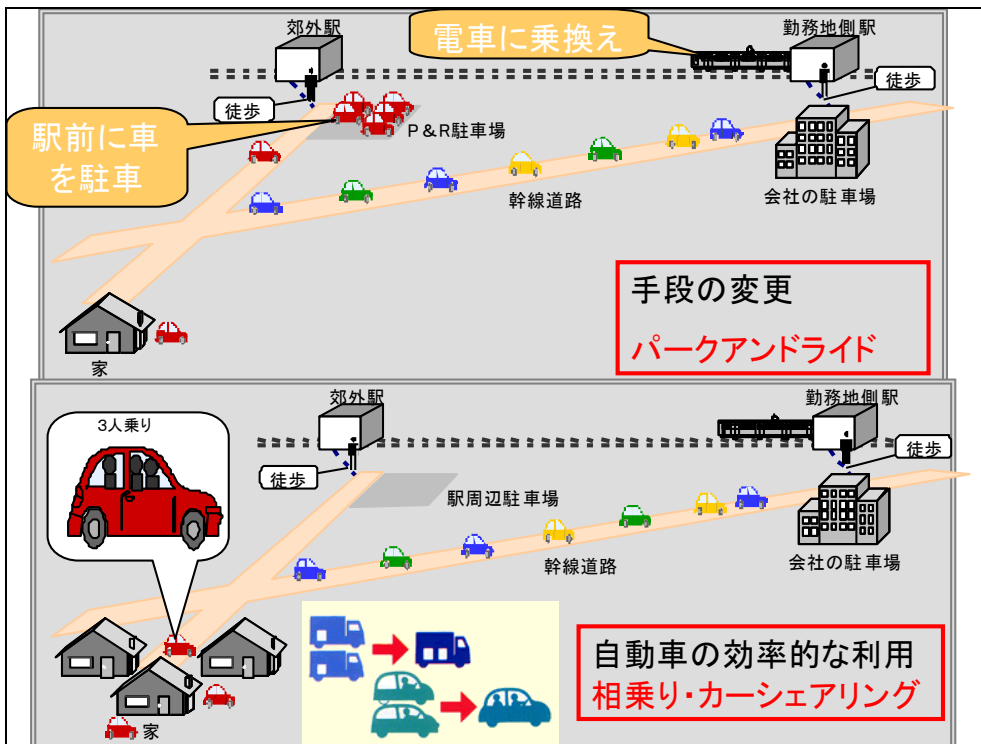 郊外駅
電車に乗換え
勤務地側駅
徒歩
徒歩
駅前に車
を駐車
P&R駐車場
幹線道路
会社の駐車場
手段の変更
パークアンドライド
家
3人乗り
郊外駅
勤務地側駅
徒歩
徒歩
駅周辺駐車場
幹線道路
会社の駐車場
自動車の効率的な利用
相乗り・カーシェアリング
家